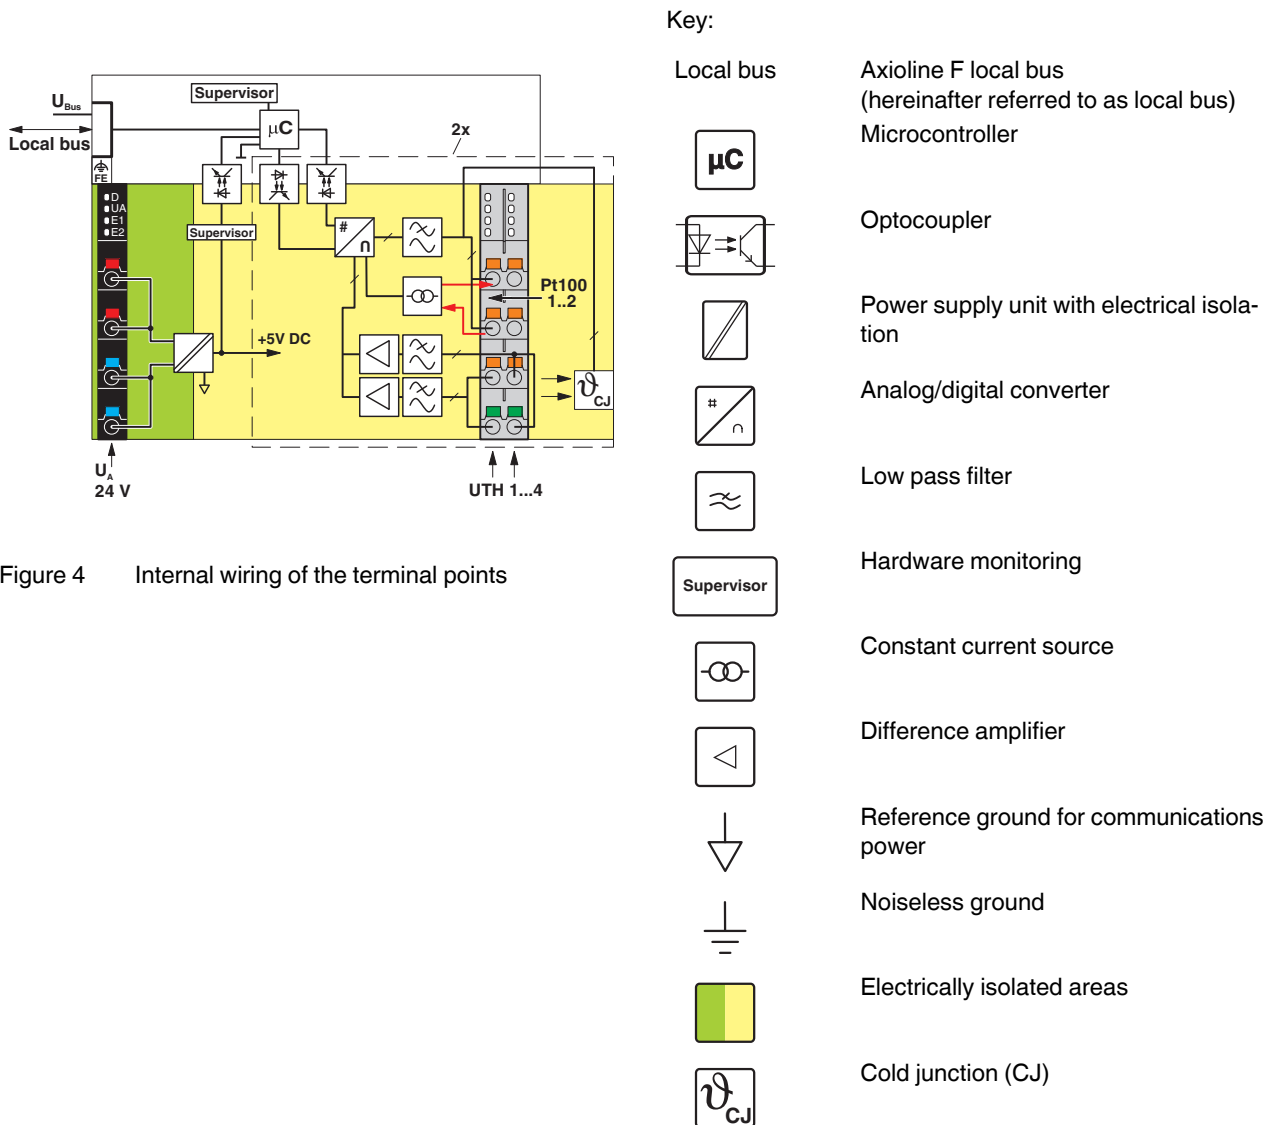 U Bus
Local bus
FE
D
UA
E1
E2
Supervisor
µC
2x
Supervisor
#
∩
+5V DC
Pt100
1..2
ϑ CJ
U A
24 V
UTH 1...4
Figure 4 Internal wiring of the terminal points
Key:
Local bus Axioline F local bus
(hereinafter referred to as local bus)
µC Microcontroller
Optocoupler
Power supply unit with electrical isola-
tion
# ∩ Analog/digital converter
Low pass filter
Supervisor Hardware monitoring
Constant current source
Difference amplifier
Reference ground for communications
power
Noiseless ground
Electrically isolated areas
ϑ CJ Cold junction (CJ)